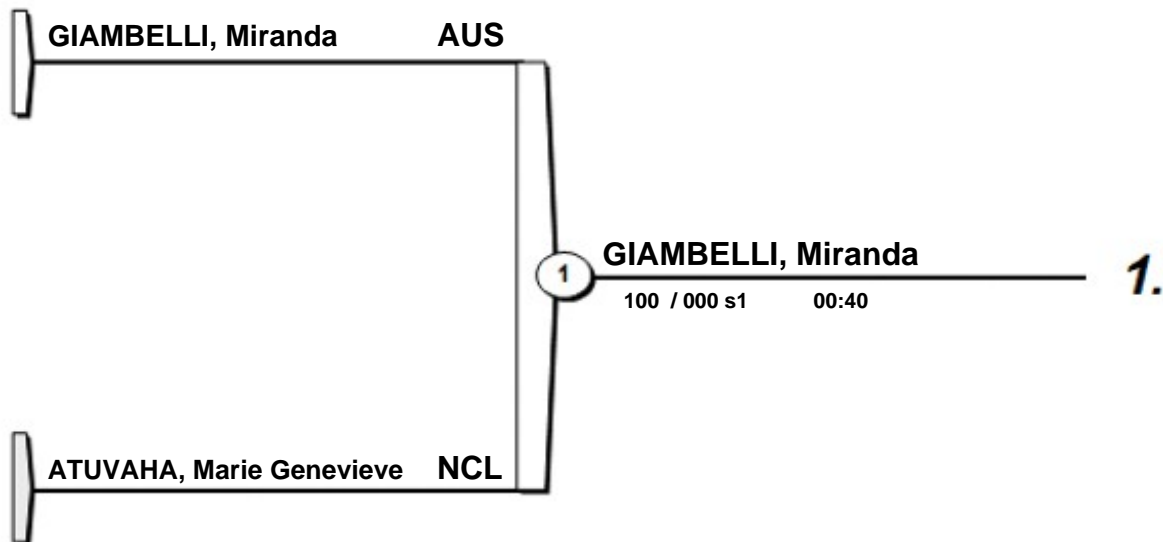 GIAMBELLI, Miranda AUS
1 GIAMBELLI, Miranda 1.
100 / 000 s1 00:40
ATUVAHA, Marie Genevieve NCL